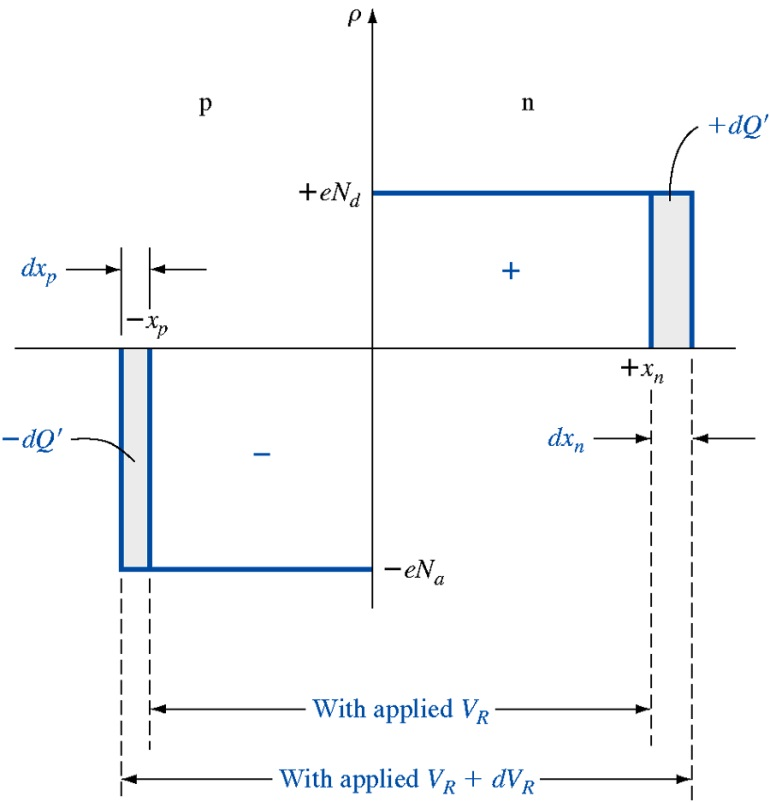 ρ
p
n
+dQ′
+eN_d
dx_p
+
−x_p
+x_n
−dQ′
−
dx_n
−eN_a
With applied V_R
With applied V_R + dV_R